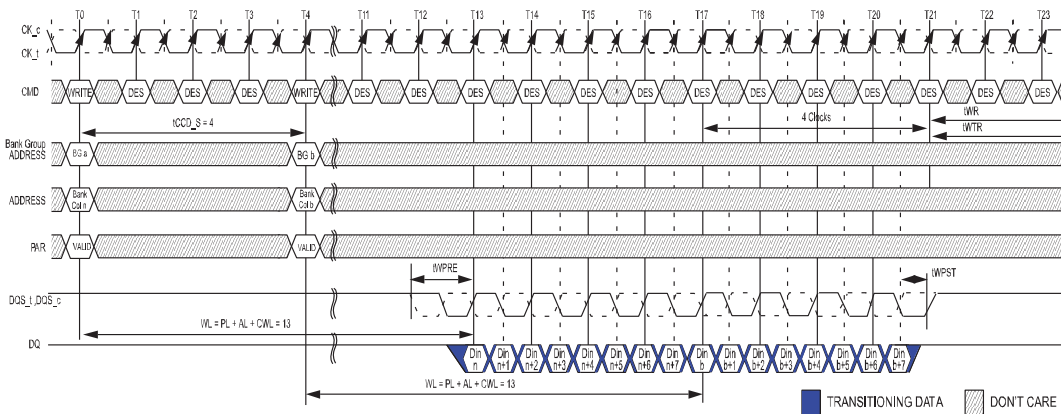 T0 T1 T2 T3 T4 T11 T12 T13 T14 T15 T16 T17 T18 T19 T20 T21 T22 T23
CK_c
CK_t
CMD WRITE DES DES DES WRITE DES DES DES DES DES DES DES DES DES DES DES DES DES
tCCD_S = 4 4 Clocks tWR
tWTR
Bank Group
ADDRESS BG a BG b
ADDRESS Bank Col n Bank Col b
PAR VALID VALID
tWPRE tWPST
DQS_t ,DQS_c
WL = PL + AL + CWL = 13
DQ Din n Din n+1 Din n+2 Din n+3 Din n+4 Din n+5 Din n+6 Din n+7 Din b Din b+1 Din b+2 Din b+3 Din b+4 Din b+5 Din b+6 Din b+7
WL = PL + AL + CWL = 13
TRANSITIONING DATA DON'T CARE